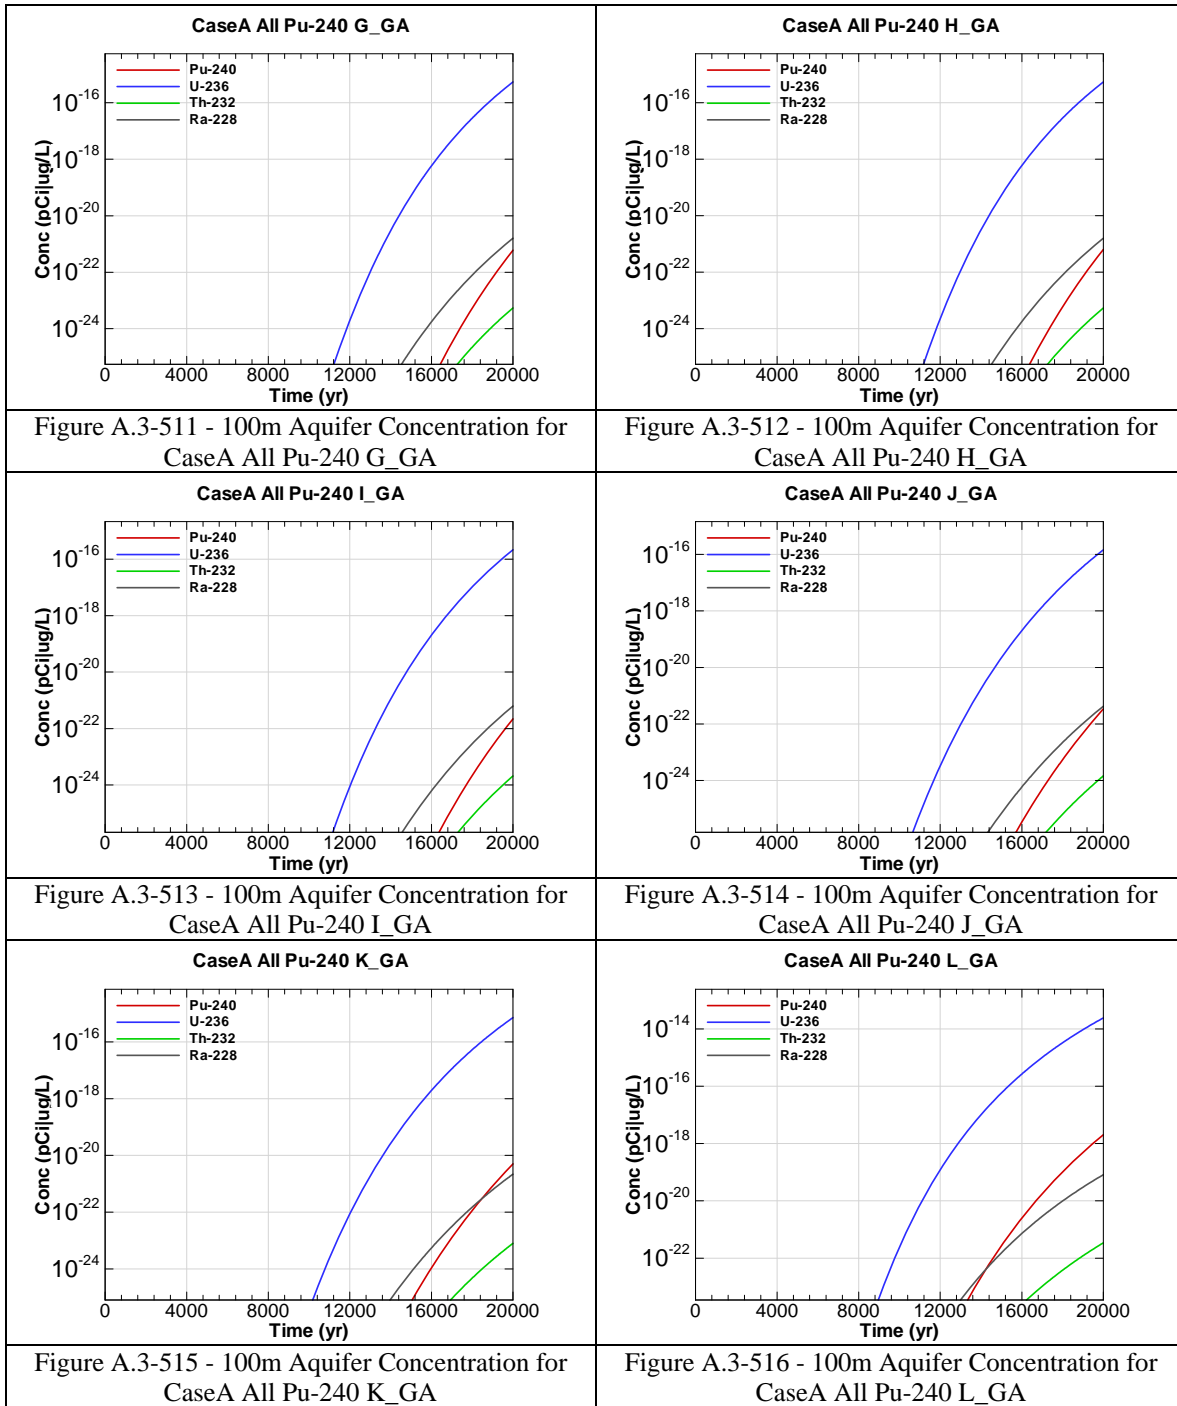 CaseA All Pu-240 G_GA
Pu-240
U-236
Th-232
Ra-228
Conc (pCi|ug/L)
10-16
10-18
10-20
10-22
10-24
0 4000 8000 12000 16000 20000
Time (yr)
Figure A.3-511 - 100m Aquifer Concentration for
CaseA All Pu-240 G_GA
CaseA All Pu-240 H_GA
Pu-240
U-236
Th-232
Ra-228
Conc (pCi|ug/L)
10-16
10-18
10-20
10-22
10-24
0 4000 8000 12000 16000 20000
Time (yr)
Figure A.3-512 - 100m Aquifer Concentration for
CaseA All Pu-240 H_GA
CaseA All Pu-240 I_GA
Pu-240
U-236
Th-232
Ra-228
Conc (pCi|ug/L)
10-16
10-18
10-20
10-22
10-24
0 4000 8000 12000 16000 20000
Time (yr)
Figure A.3-513 - 100m Aquifer Concentration for
CaseA All Pu-240 I_GA
CaseA All Pu-240 J_GA
Pu-240
U-236
Th-232
Ra-228
Conc (pCi|ug/L)
10-16
10-18
10-20
10-22
10-24
0 4000 8000 12000 16000 20000
Time (yr)
Figure A.3-514 - 100m Aquifer Concentration for
CaseA All Pu-240 J_GA
CaseA All Pu-240 K_GA
Pu-240
U-236
Th-232
Ra-228
Conc (pCi|ug/L)
10-16
10-18
10-20
10-22
10-24
0 4000 8000 12000 16000 20000
Time (yr)
Figure A.3-515 - 100m Aquifer Concentration for
CaseA All Pu-240 K_GA
CaseA All Pu-240 L_GA
Pu-240
U-236
Th-232
Ra-228
Conc (pCi|ug/L)
10-14
10-16
10-18
10-20
10-22
0 4000 8000 12000 16000 20000
Time (yr)
Figure A.3-516 - 100m Aquifer Concentration for
CaseA All Pu-240 L_GA